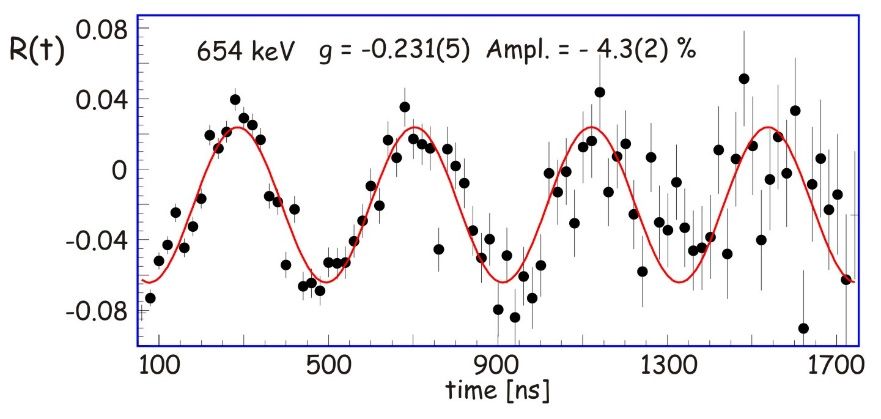 0.08
R(t)
654 keV g = -0.231(5) Ampl. = - 4.3(2) %
0.04
0
-0.04
-0.08
100 500 900 1300 1700
time [ns]